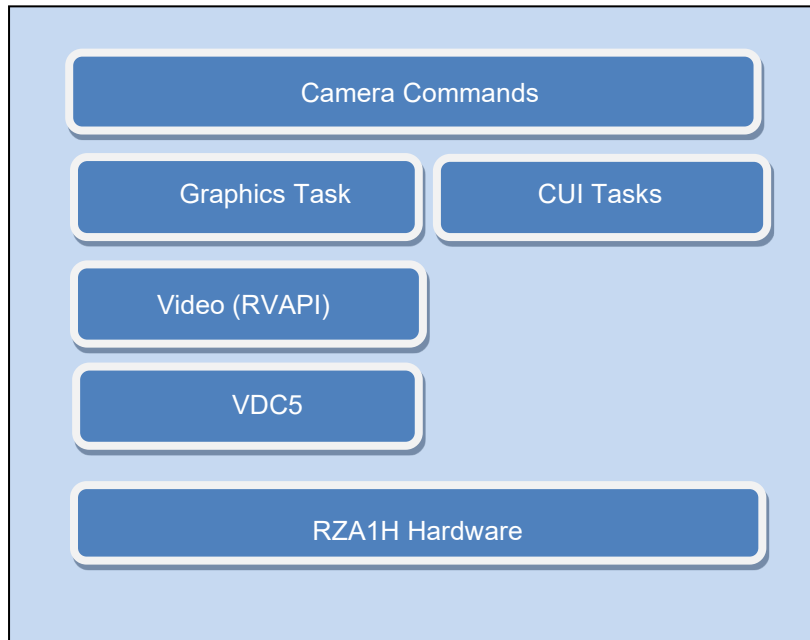 Camera Commands
Graphics Task
CUI Tasks
Video (RVAPI)
VDC5
RZA1H Hardware